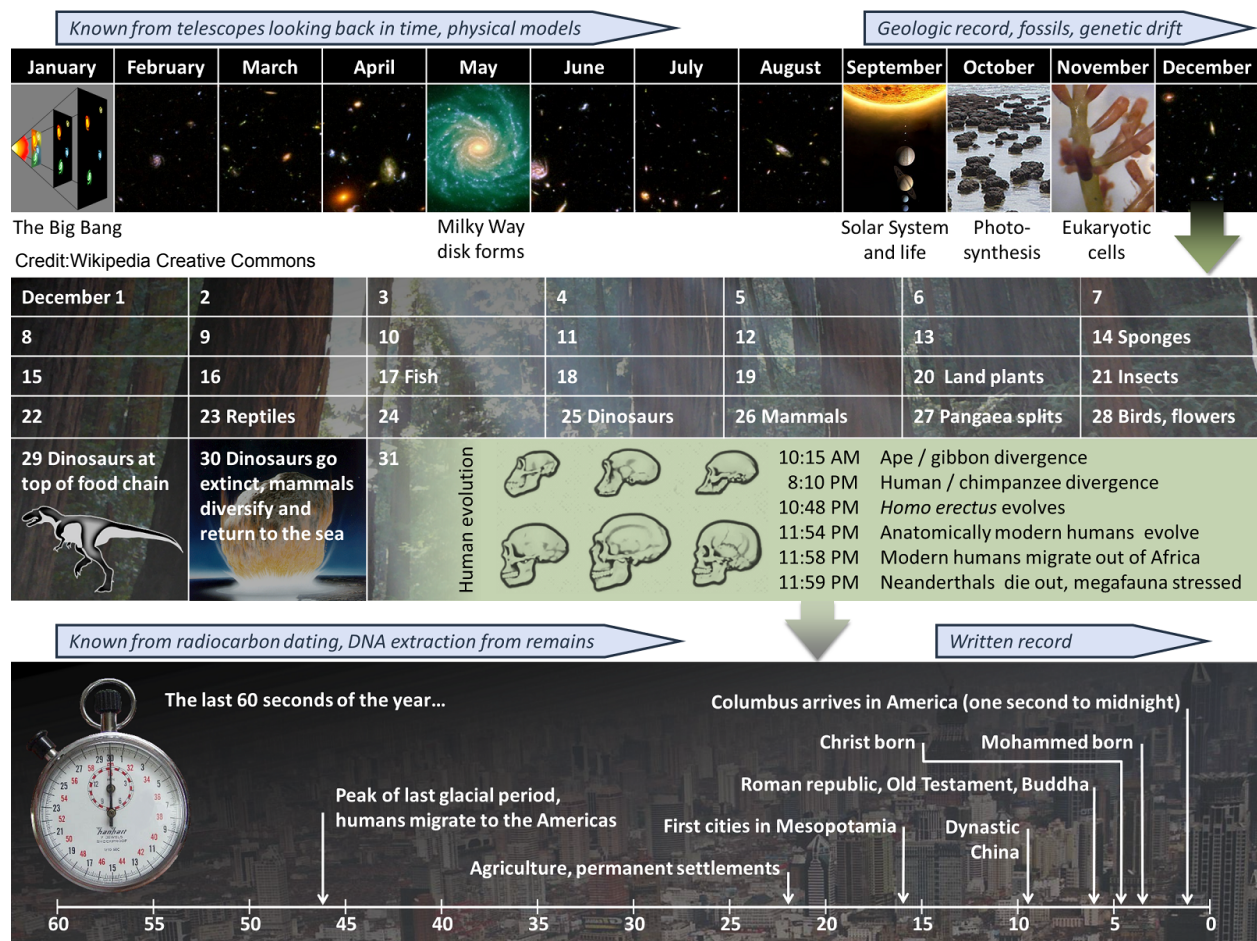 Known from telescopes looking back in time, physical models
Geologic record, fossils, genetic drift
January February March April May June July August September October November December
The Big Bang
Milky Way
disk forms
Solar System
and life
Photo-
synthesis
Eukaryotic
cells
Credit:Wikipedia Creative Commons
December 1 2 3 4 5 6 7
8 9 10 11 12 13 14 Sponges
15 16 17 Fish 18 19 20 Land plants 21 Insects
22 23 Reptiles 24 25 Dinosaurs 26 Mammals 27 Pangaea splits 28 Birds, flowers
29 Dinosaurs at
top of food chain
30 Dinosaurs go
extinct, mammals
diversify and
return to the sea
31
Human evolution
10:15 AM Ape / gibbon divergence
8:10 PM Human / chimpanzee divergence
10:48 PM Homo erectus evolves
11:54 PM Anatomically modern humans evolve
11:58 PM Modern humans migrate out of Africa
11:59 PM Neanderthals die out, megafauna stressed
Known from radiocarbon dating, DNA extraction from remains
Written record
The last 60 seconds of the year...
Columbus arrives in America (one second to midnight)
Christ born
Mohammed born
Roman republic, Old Testament, Buddha
Peak of last glacial period,
humans migrate to the Americas
First cities in Mesopotamia
Dynastic
China
Agriculture, permanent settlements
hanhart
60 55 50 45 40 35 30 25 20 15 10 5 0